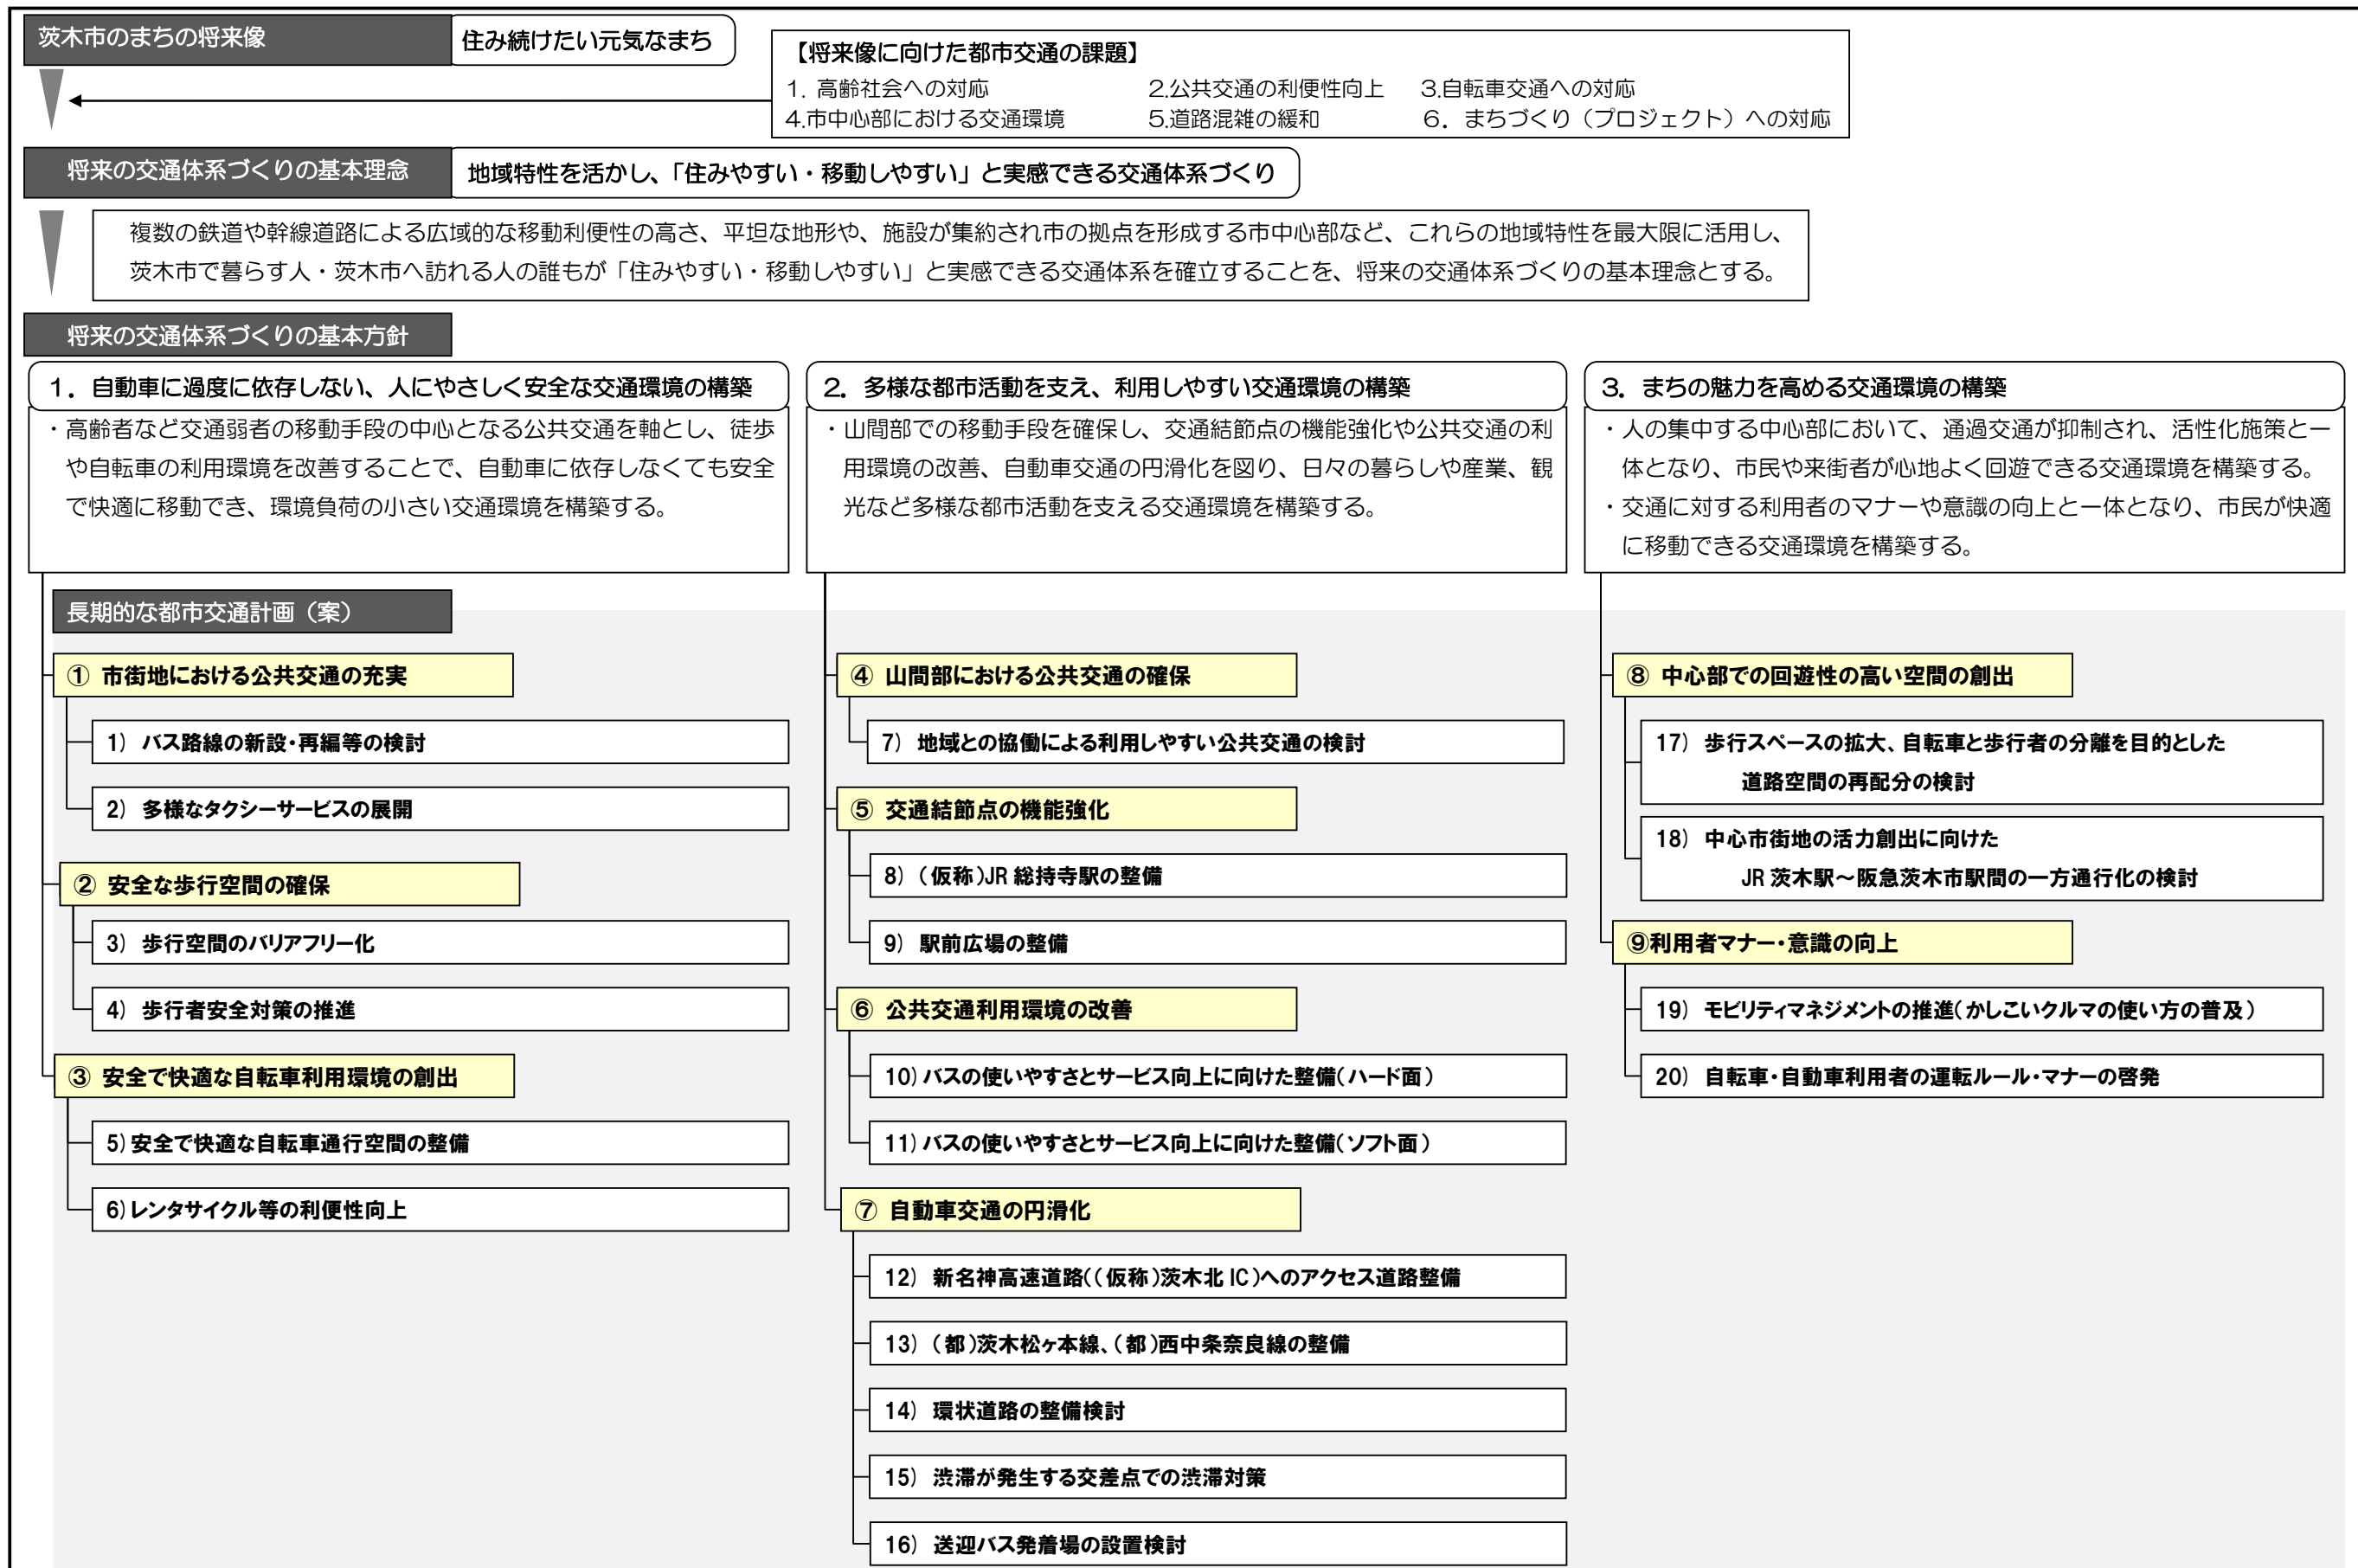 茨木市のまちの将来像
住み続けたい元気なまち
【将来像に向けた都市交通の課題】
1. 高齢社会への対応 2.公共交通の利便性向上 3.自転車交通への対応
4.市中心部における交通環境 5.道路混雑の緩和 6．まちづくり（プロジェクト）への対応
将来の交通体系づくりの基本理念
地域特性を活かし、「住みやすい・移動しやすい」と実感できる交通体系づくり
複数の鉄道や幹線道路による広域的な移動利便性の高さ、平坦な地形や、施設が集約され市の拠点を形成する市中心部など、これらの地域特性を最大限に活用し、
茨木市で暮らす人・茨木市へ訪れる人の誰もが「住みやすい・移動しやすい」と実感できる交通体系を確立することを、将来の交通体系づくりの基本理念とする。
将来の交通体系づくりの基本方針
1．自動車に過度に依存しない、人にやさしく安全な交通環境の構築
・高齢者など交通弱者の移動手段の中心となる公共交通を軸とし、徒歩
や自転車の利用環境を改善することで、自動車に依存しなくても安全
で快適に移動でき、環境負荷の小さい交通環境を構築する。
2．多様な都市活動を支え、利用しやすい交通環境の構築
・山間部での移動手段を確保し、交通結節点の機能強化や公共交通の利
用環境の改善、自動車交通の円滑化を図り、日々の暮らしや産業、観
光など多様な都市活動を支える交通環境を構築する。
3．まちの魅力を高める交通環境の構築
・人の集中する中心部において、通過交通が抑制され、活性化施策と一
体となり、市民や来街者が心地よく回遊できる交通環境を構築する。
・交通に対する利用者のマナーや意識の向上と一体となり、市民が快適
に移動できる交通環境を構築する。
長期的な都市交通計画（案）
① 市街地における公共交通の充実
1） バス路線の新設・再編等の検討
2） 多様なタクシーサービスの展開
② 安全な歩行空間の確保
3） 歩行空間のバリアフリー化
4） 歩行者安全対策の推進
③ 安全で快適な自転車利用環境の創出
5）安全で快適な自転車通行空間の整備
6）レンタサイクル等の利便性向上
④ 山間部における公共交通の確保
7） 地域との協働による利用しやすい公共交通の検討
⑤ 交通結節点の機能強化
8）（仮称）JR 総持寺駅の整備
9） 駅前広場の整備
⑥ 公共交通利用環境の改善
10）バスの使いやすさとサービス向上に向けた整備（ハード面）
11）バスの使いやすさとサービス向上に向けた整備（ソフト面）
⑦ 自動車交通の円滑化
12） 新名神高速道路（（仮称）茨木北 IC）へのアクセス道路整備
13）（都）茨木松ヶ本線、（都）西中条奈良線の整備
14） 環状道路の整備検討
15） 渋滞が発生する交差点での渋滞対策
16） 送迎バス発着場の設置検討
⑧ 中心部での回遊性の高い空間の創出
17） 歩行スペースの拡大、自転車と歩行者の分離を目的とした
道路空間の再配分の検討
18） 中心市街地の活力創出に向けた
JR 茨木駅～阪急茨木市駅間の一方通行化の検討
⑨利用者マナー・意識の向上
19） モビリティマネジメントの推進（かしこいクルマの使い方の普及）
20） 自転車・自動車利用者の運転ルール・マナーの啓発